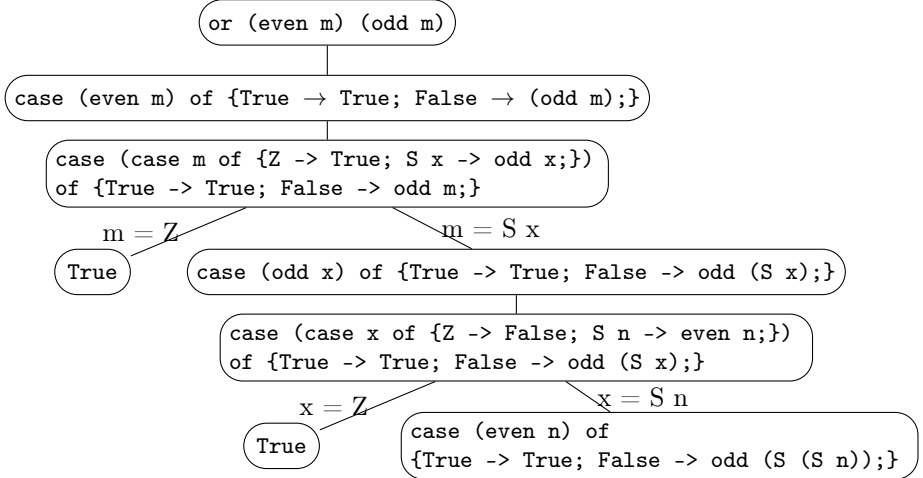 or (even m) (odd m)
case (even m) of {True → True; False → (odd m);}
case (case m of {Z -> True; S x -> odd x;})
of {True -> True; False -> odd m;}
m = Z
m = S x
True
case (odd x) of {True -> True; False -> odd (S x);}
case (case x of {Z -> False; S n -> even n;})
of {True -> True; False -> odd (S x);}
x = Z
x = S n
True
case (even n) of
{True -> True; False -> odd (S (S n));}